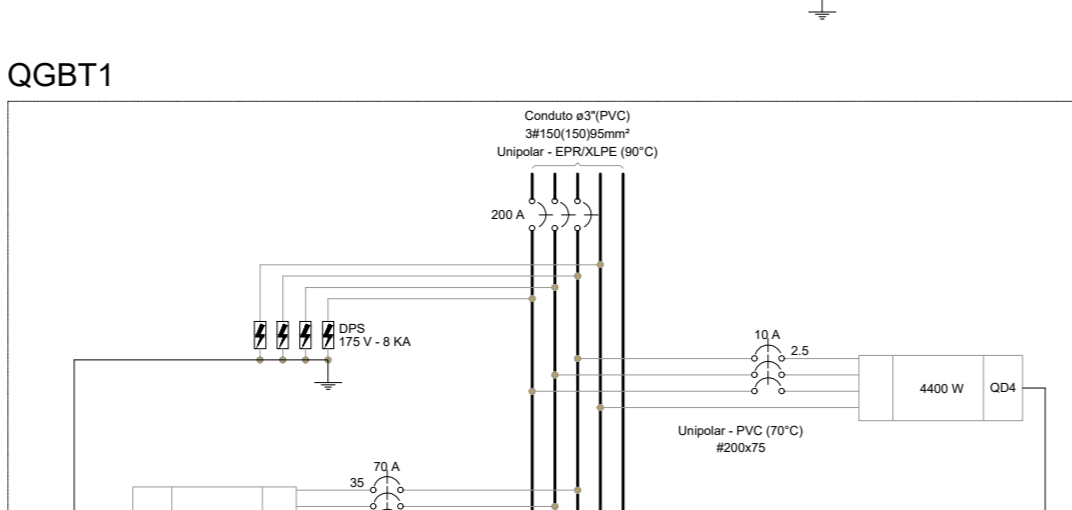 QGBT1
Conduto ø3"(PVC)
3#150(150)95mm²
Unipolar - EPR/XLPE (90°C)
200 A
DPS
175 V - 8 KA
10 A
2.5
4400 W
QD4
Unipolar - PVC (70°C)
#200x75
70 A
35